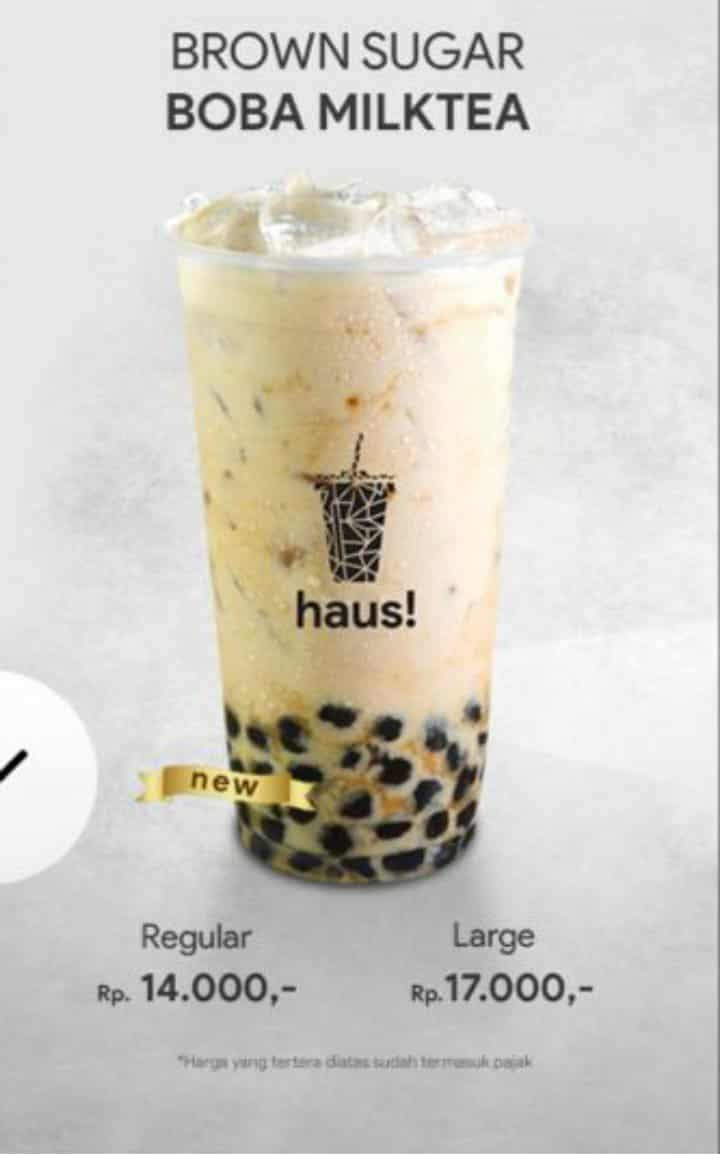 BROWN SUGAR
BOBA MILKTEA
haus!
new
Regular
Large
Rp. 14.000,-
Rp. 17.000,-
*Harga yang tertera diatas sudah termasuk pajak